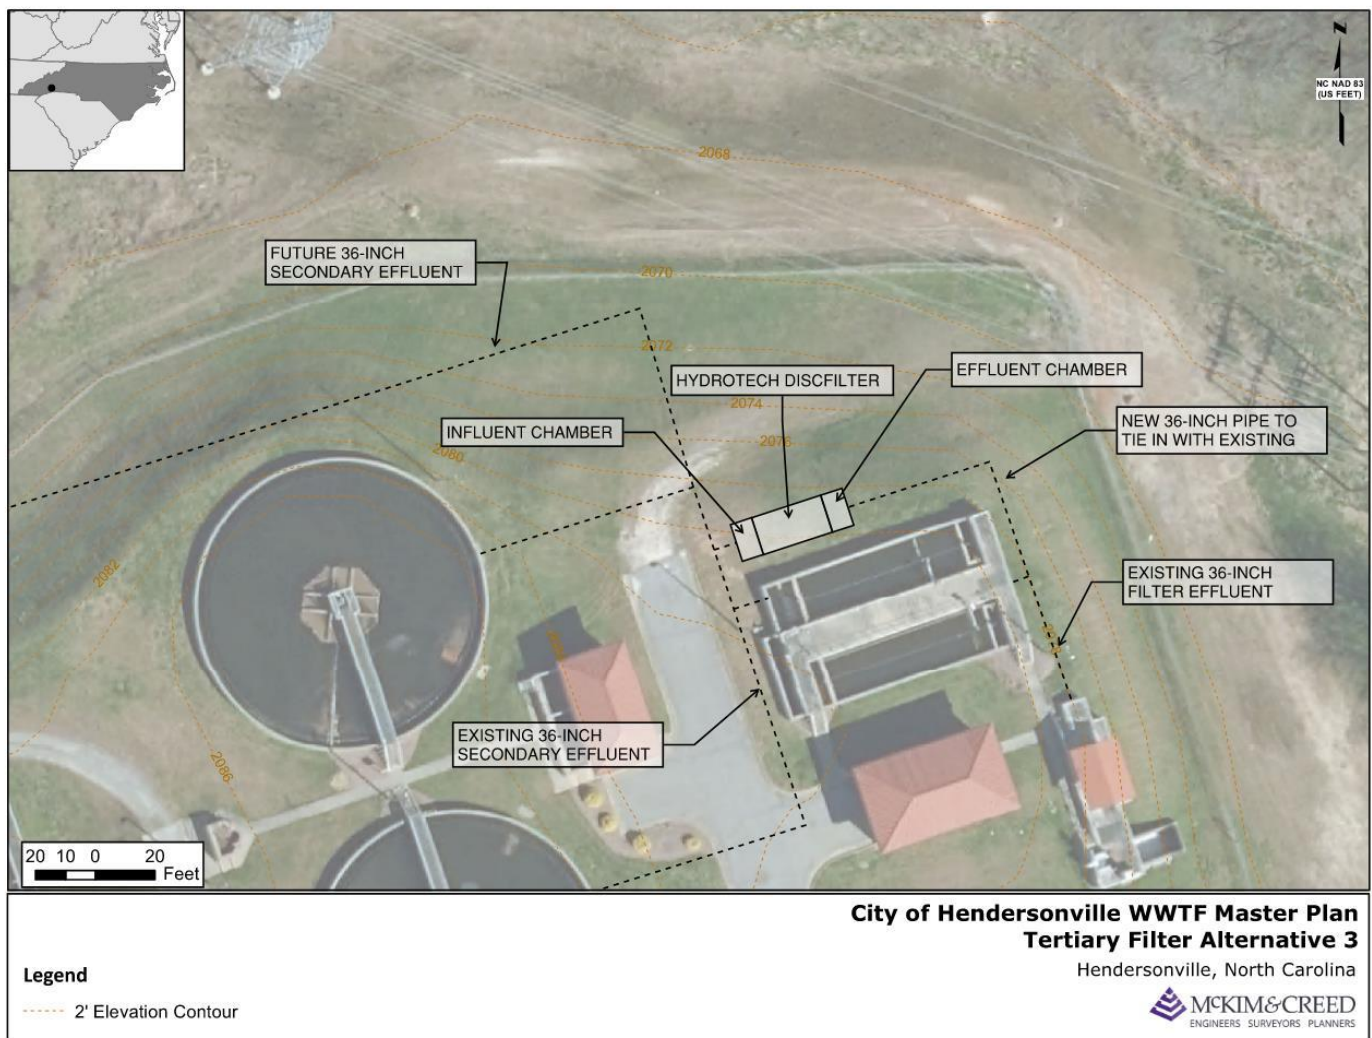 N
NC NAD 83
(US FEET)
2068
FUTURE 36-INCH
SECONDARY EFFLUENT
2070
2072
HYDROTECH DISCFILTER
EFFLUENT CHAMBER
2074
NEW 36-INCH PIPE TO
TIE IN WITH EXISTING
INFLUENT CHAMBER
2076
2080
2082
EXISTING 36-INCH
FILTER EFFLUENT
EXISTING 36-INCH
SECONDARY EFFLUENT
2086
20 10 0 20
Feet
City of Hendersonville WWTF Master Plan
Tertiary Filter Alternative 3
Hendersonville, North Carolina
Legend
2' Elevation Contour
McKIM&CREED
ENGINEERS SURVEYORS PLANNERS